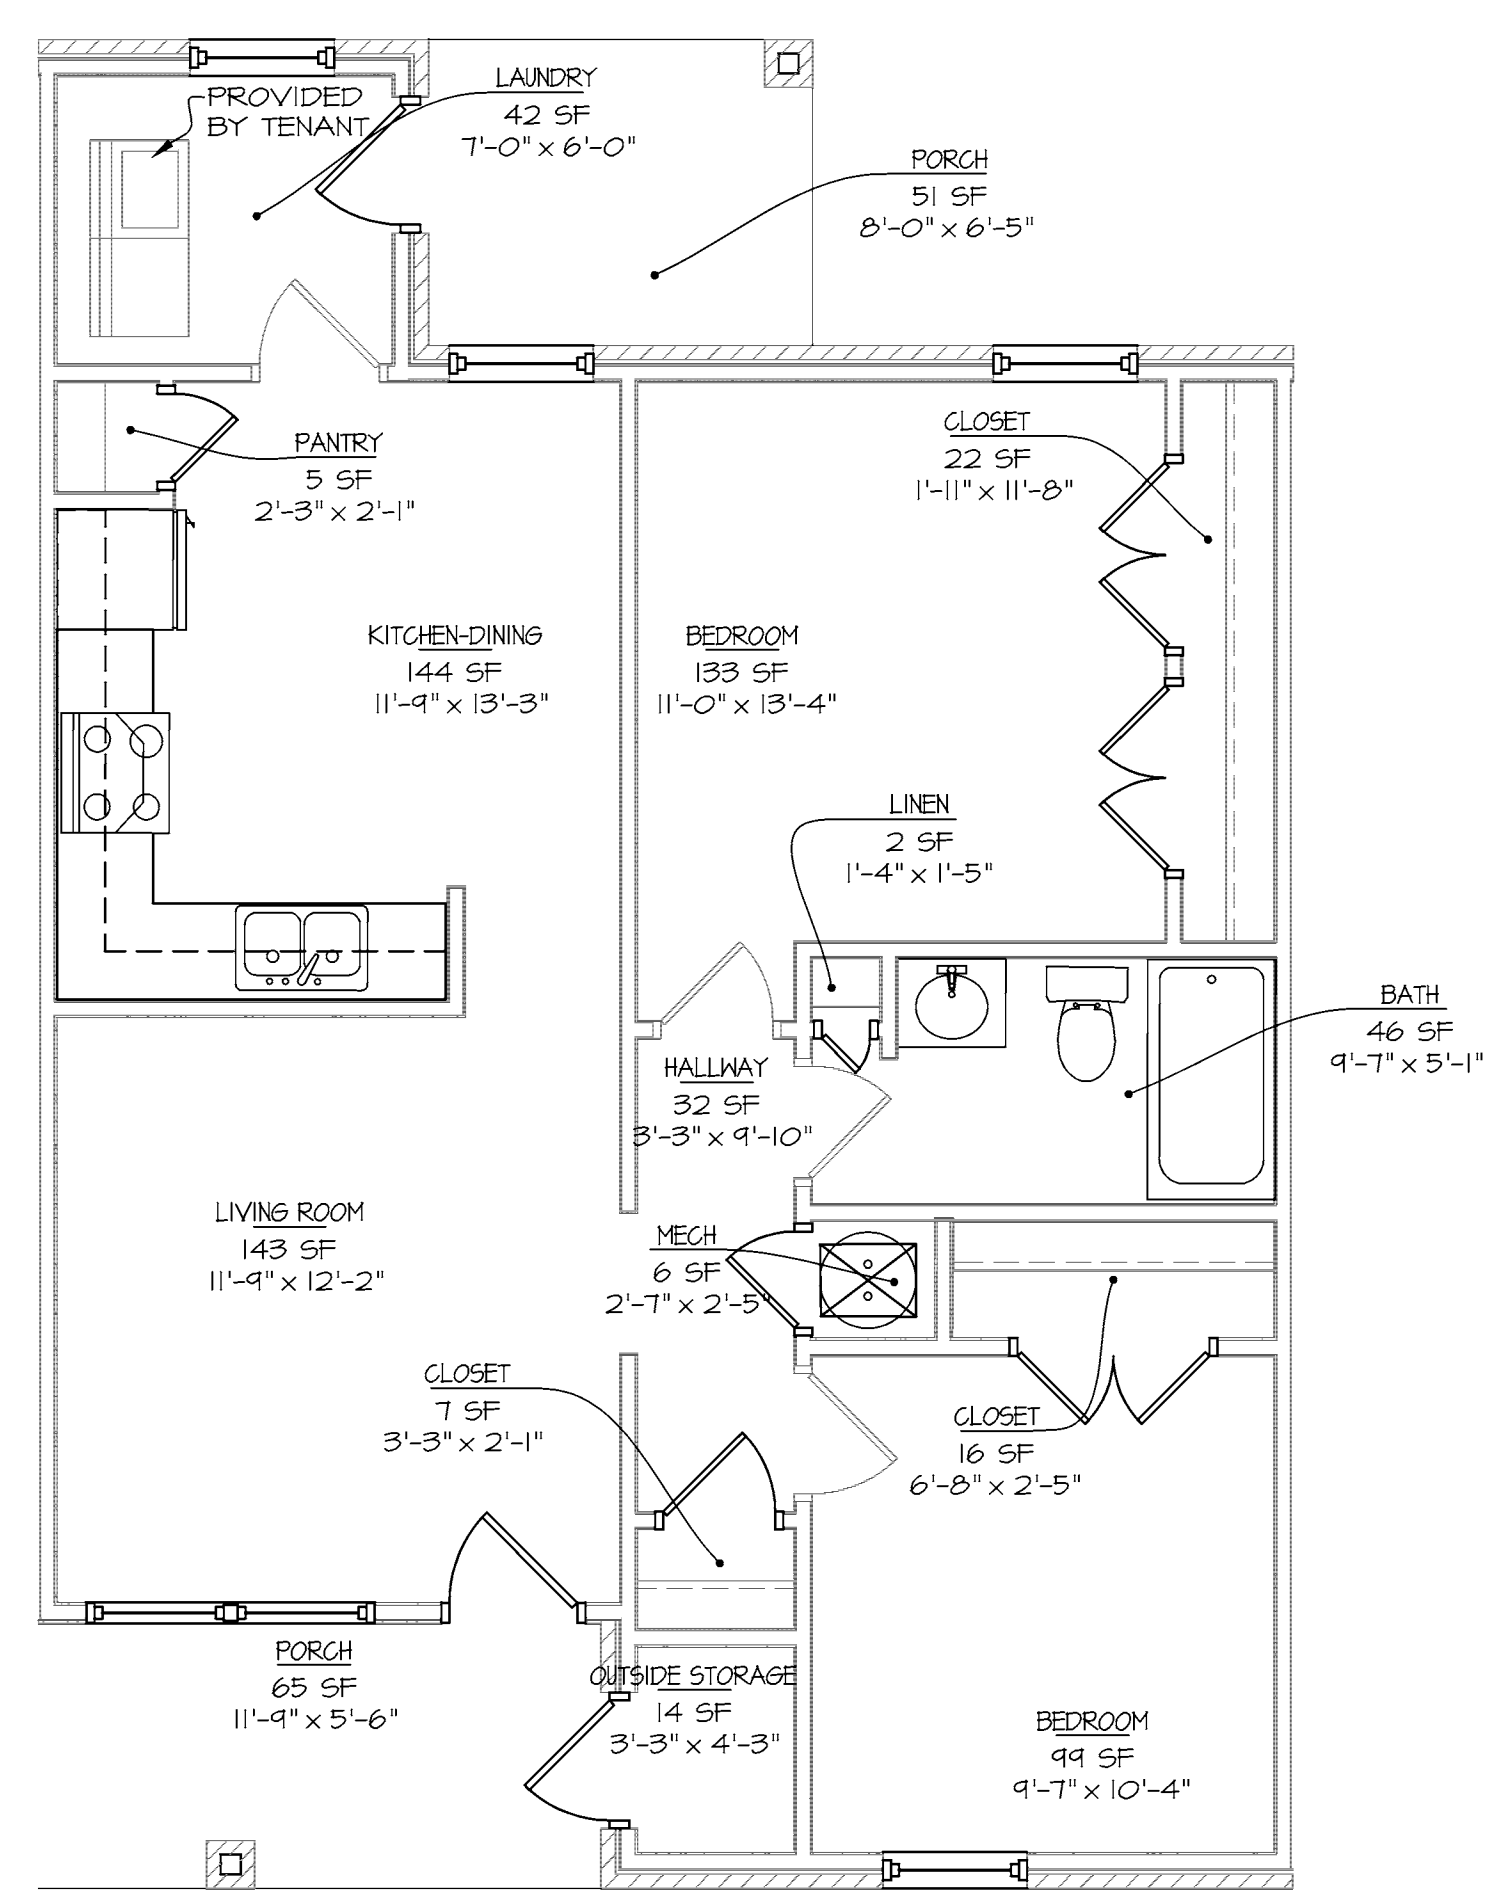 LAUNDRY
42 SF
7'-0" x 6'-0"
PROVIDED
BY TENANT
PORCH
51 SF
8'-0" x 6'-5"
PANTRY
5 SF
2'-3" x 2'-1"
CLOSET
22 SF
1'-11" x 11'-8"
KITCHEN-DINING
144 SF
11'-9" x 13'-3"
BEDROOM
133 SF
11'-0" x 13'-4"
LINEN
2 SF
1'-4" x 1'-5"
BATH
46 SF
9'-7" x 5'-1"
HALLWAY
32 SF
3'-3" x 9'-10"
LIVING ROOM
143 SF
11'-9" x 12'-2"
MECH
6 SF
2'-7" x 2'-5"
CLOSET
7 SF
3'-3" x 2'-1"
CLOSET
16 SF
6'-8" x 2'-5"
PORCH
65 SF
11'-9" x 5'-6"
OUTSIDE STORAGE
14 SF
3'-3" x 4'-3"
BEDROOM
99 SF
9'-7" x 10'-4"